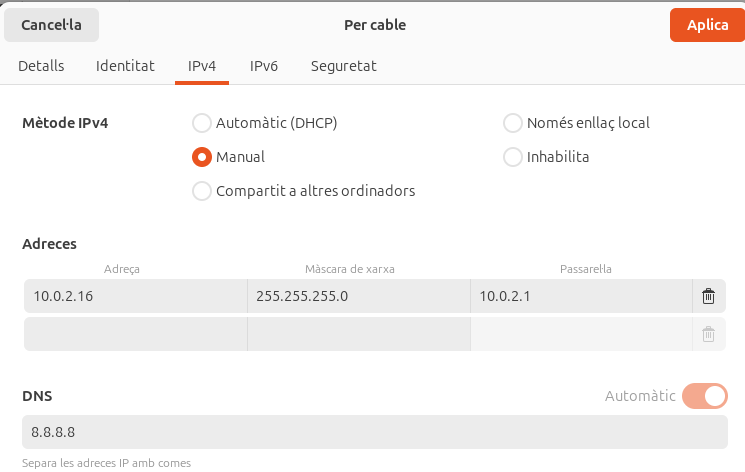 Cancel·la Per cable Aplica
Detalls Identitat IPv4 IPv6 Seguretat
Mètode IPv4 Automàtic (DHCP) Només enllaç local
Manual Inhabilita
Compartit a altres ordinadors
Adreces
Adreça Màscara de xarxa Passarel·la
10.0.2.16 255.255.255.0 10.0.2.1
DNS Automàtic
8.8.8.8
Separa les adreces IP amb comes